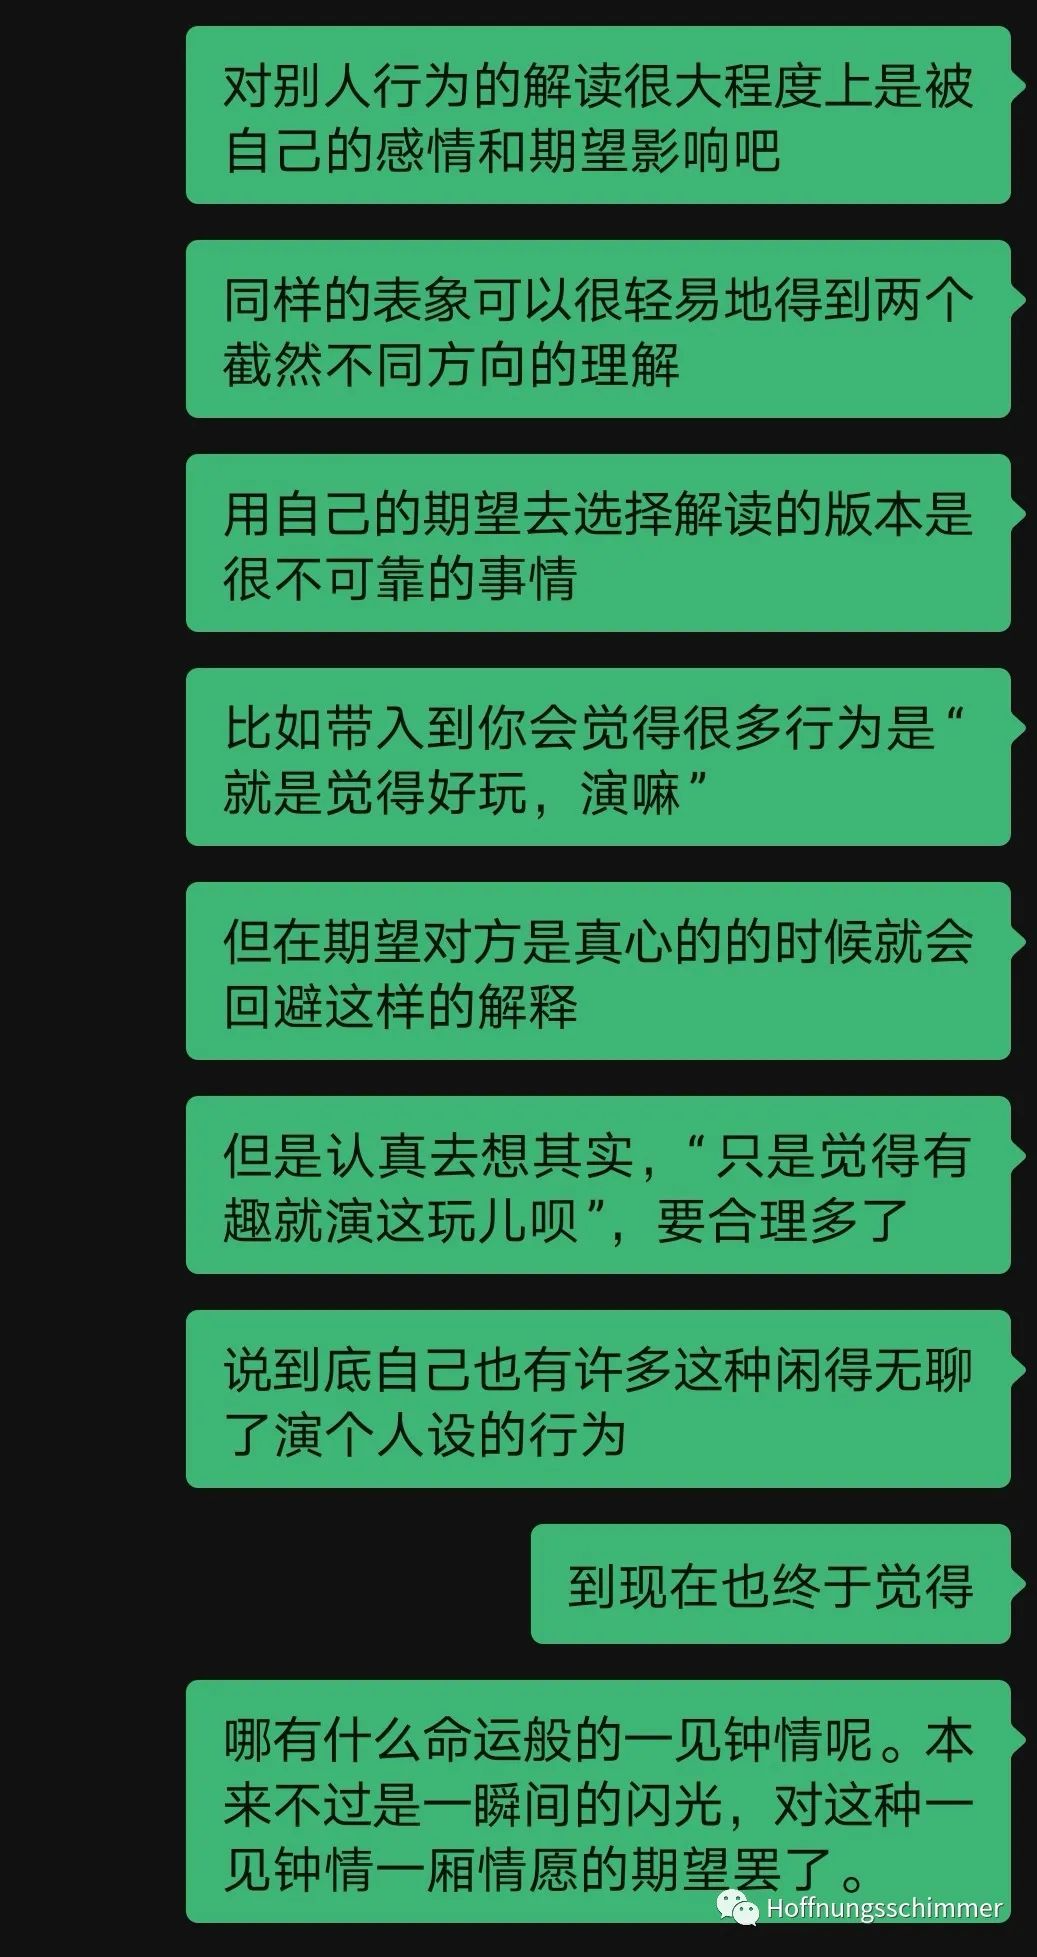 对别人行为的解读很大程度上是被
自己的感情和期望影响吧
同样的表象可以很轻易地得到两个
截然不同方向的理解
用自己的期望去选择解读的版本是
很不可靠的事情
比如带入到你会觉得很多行为是“
就是觉得好玩，演嘛”
但在期望对方是真心的的时候就会
回避这样的解释
但是认真去想其实，“只是觉得有
趣就演这玩儿呗”，要合理多了
说到底自己也有许多这种闲得无聊
了演个人设的行为
到现在也终于觉得
哪有什么命运般的一见钟情呢。本
来不过是一瞬间的闪光，对这种一
见钟情一厢情愿的期望罢了。
Hoffnungsschimmer